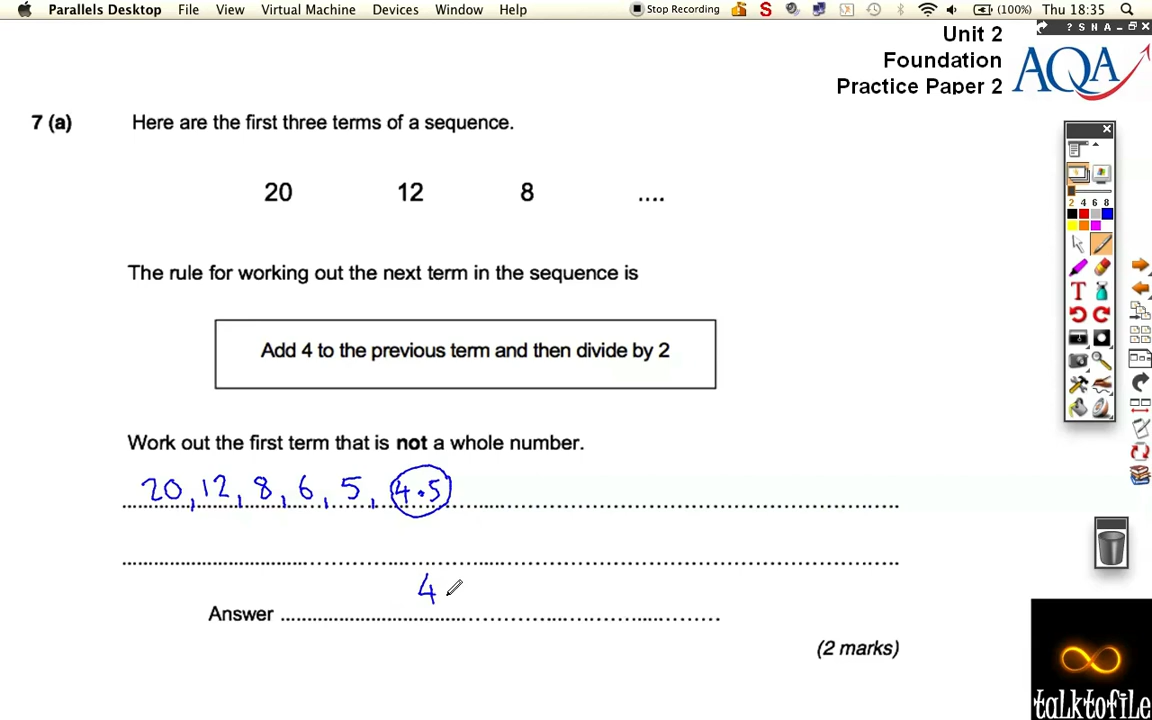 Parallels Desktop File View Virtual Machine Devices Window Help Stop Recording S (100%) Thu 18:35
? S N A
Unit 2
Foundation
Practice Paper 2
AQA
7 (a) Here are the first three terms of a sequence.
20 12 8 ....
The rule for working out the next term in the sequence is
Add 4 to the previous term and then divide by 2
Work out the first term that is not a whole number.
20, 12, 8, 6, 5, 4.5
4
Answer
(2 marks)
2 4 6 8
T
talktofile